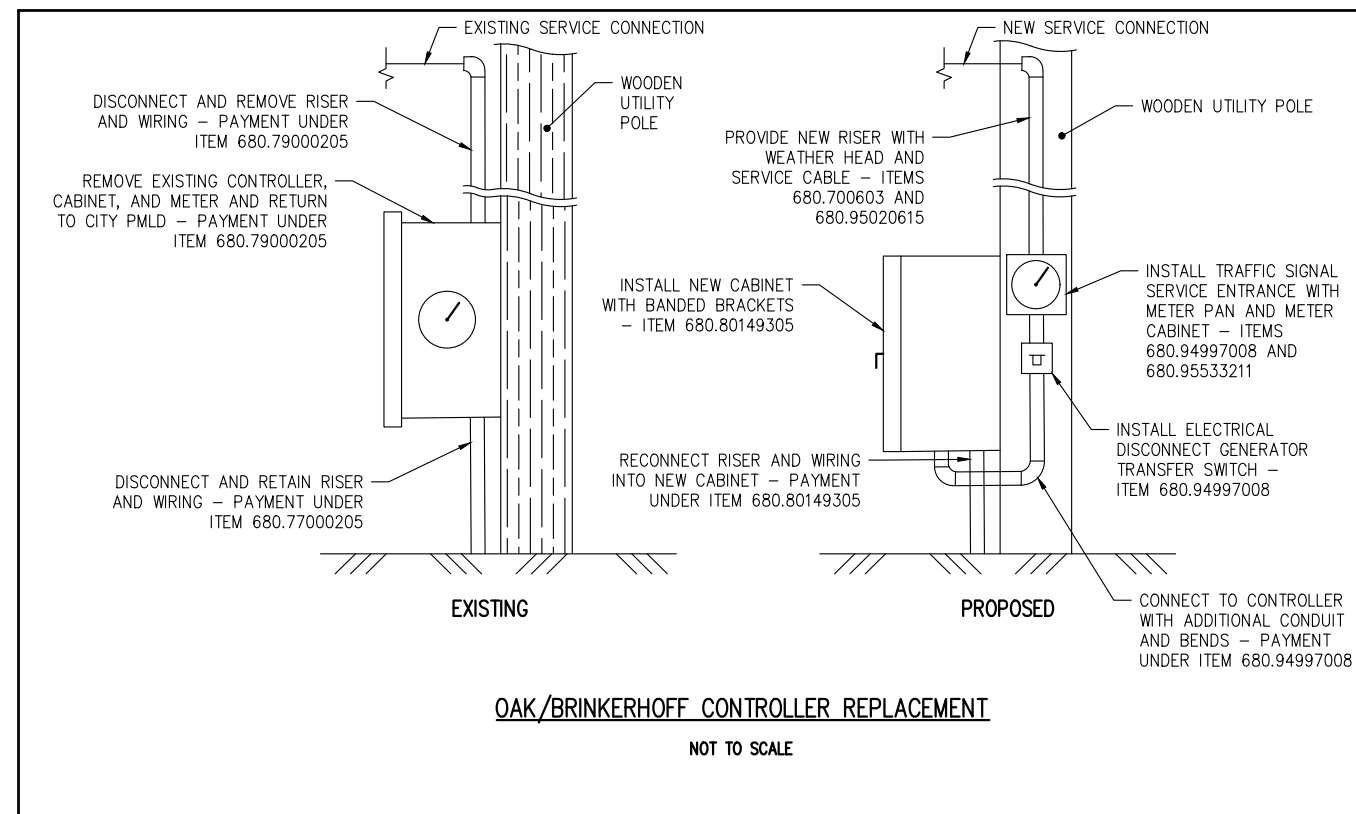 EXISTING SERVICE CONNECTION
WOODEN
UTILITY
POLE
DISCONNECT AND REMOVE RISER
AND WIRING – PAYMENT UNDER
ITEM 680.79000205
REMOVE EXISTING CONTROLLER,
CABINET, AND METER AND RETURN
TO CITY PMLD – PAYMENT UNDER
ITEM 680.79000205
DISCONNECT AND RETAIN RISER
AND WIRING – PAYMENT UNDER
ITEM 680.77000205
EXISTING
NEW SERVICE CONNECTION
WOODEN UTILITY POLE
PROVIDE NEW RISER WITH
WEATHER HEAD AND
SERVICE CABLE – ITEMS
680.700603 AND
680.95020615
INSTALL NEW CABINET
WITH BANDED BRACKETS
– ITEM 680.80149305
INSTALL TRAFFIC SIGNAL
SERVICE ENTRANCE WITH
METER PAN AND METER
CABINET – ITEMS
680.94997008 AND
680.95533211
INSTALL ELECTRICAL
DISCONNECT GENERATOR
TRANSFER SWITCH –
ITEM 680.94997008
RECONNECT RISER AND WIRING
INTO NEW CABINET – PAYMENT
UNDER ITEM 680.80149305
CONNECT TO CONTROLLER
WITH ADDITIONAL CONDUIT
AND BENDS – PAYMENT
UNDER ITEM 680.94997008
PROPOSED
OAK/BRINKERHOFF CONTROLLER REPLACEMENT
NOT TO SCALE